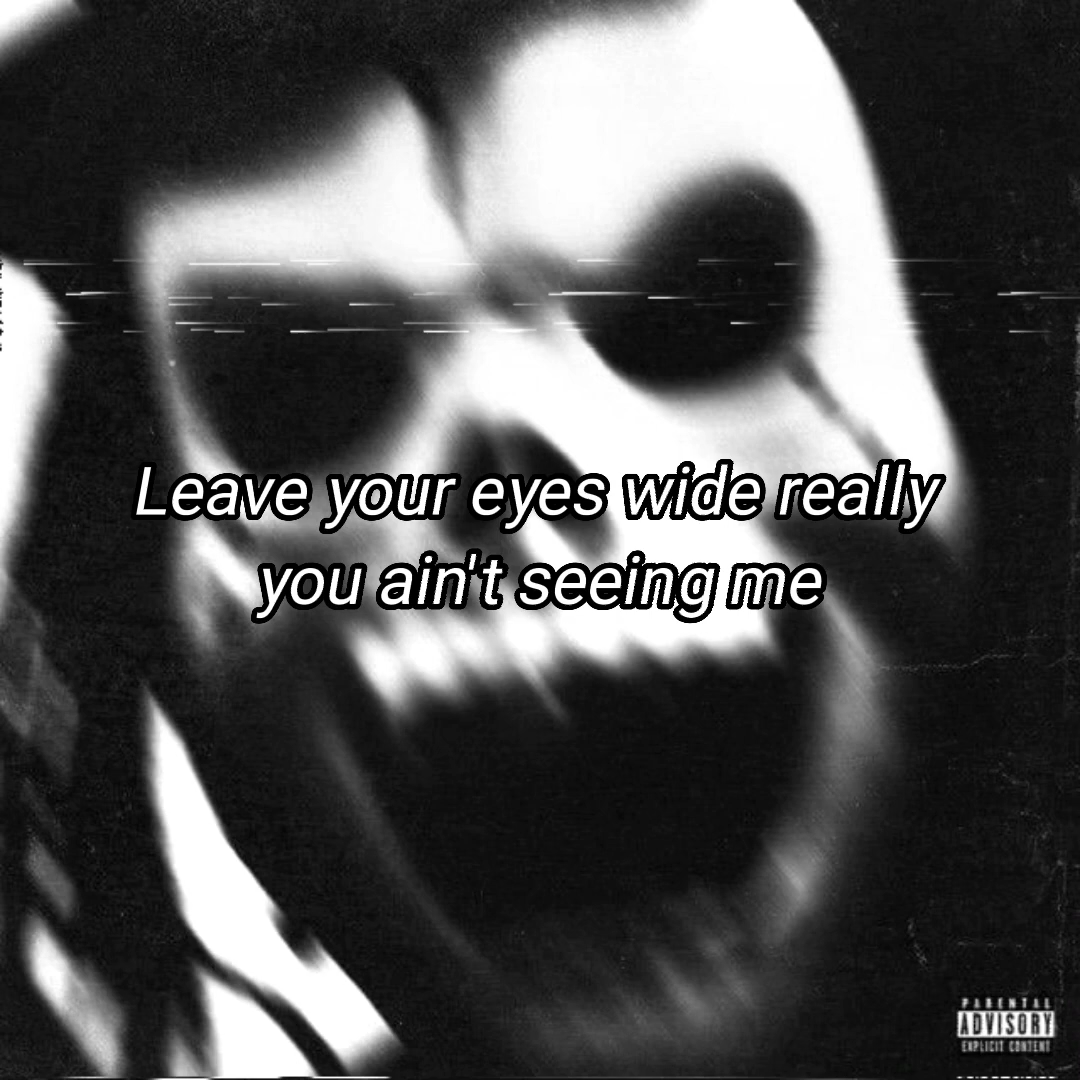 Leave your eyes wide really
you ain't seeing me
PARENTAL
ADVISORY
EXPLICIT CONTENT